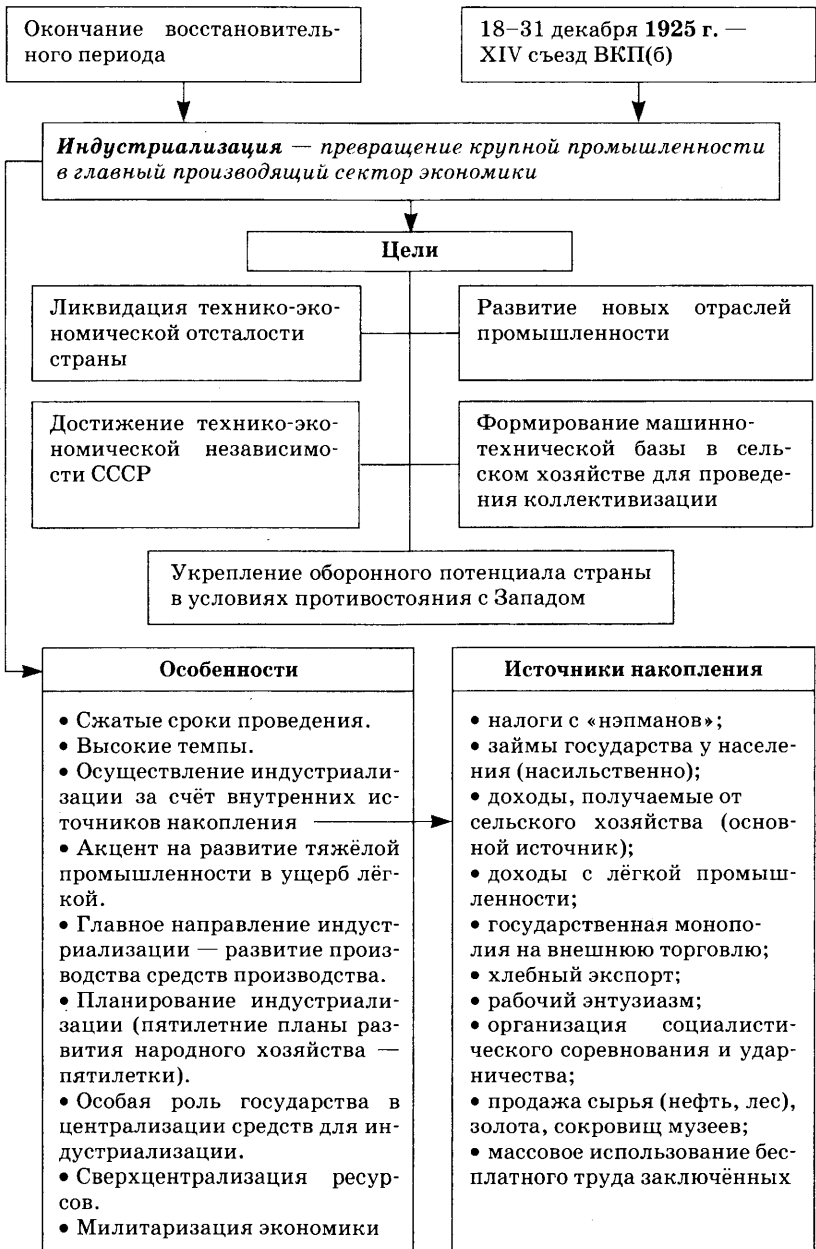 Окончание восстановитель-
ного периода
18–31 декабря 1925 г. —
XIV съезд ВКП(б)
Индустриализация — превращение крупной промышленности
в главный производящий сектор экономики
Цели
Ликвидация технико-эко-
номической отсталости
страны
Развитие новых отраслей
промышленности
Достижение технико-эко-
номической независимо-
сти СССР
Формирование машинно-
технической базы в сель-
ском хозяйстве для проведе-
ния коллективизации
Укрепление оборонного потенциала страны
в условиях противостояния с Западом
Особенности
• Сжатые сроки проведения.
• Высокие темпы.
• Осуществление индустриали-
зации за счёт внутренних ис-
точников накопления
• Акцент на развитие тяжёлой
промышленности в ущерб лёг-
кой.
• Главное направление индуст-
риализации — развитие произ-
водства средств производства.
• Планирование индустриали-
зации (пятилетние планы раз-
вития народного хозяйства —
пятилетки).
• Особая роль государства в
централизации средств для ин-
дустриализации.
• Сверхцентрализация ресур-
сов.
• Милитаризация экономики
Источники накопления
• налоги с «нэпманов»;
• займы государства у населе-
ния (насильственно);
• доходы, получаемые от
сельского хозяйства (основ-
ной источник);
• доходы с лёгкой промыш-
ленности;
• государственная монопо-
лия на внешнюю торговлю;
• хлебный экспорт;
• рабочий энтузиазм;
• организация социалисти-
ческого соревнования и удар-
ничества;
• продажа сырья (нефть, лес),
золота, сокровищ музеев;
• массовое использование бес-
платного труда заключённых